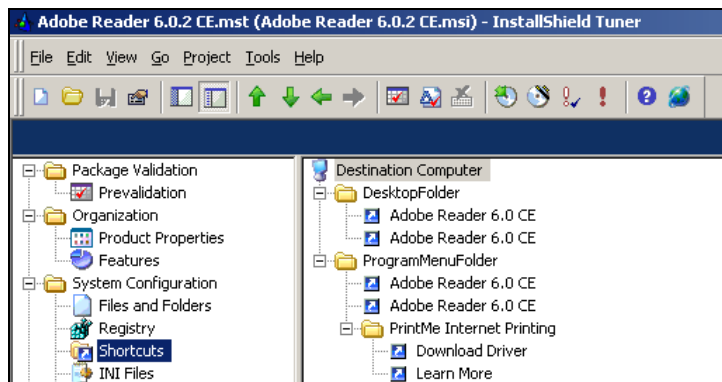 Adobe Reader 6.0.2 CE.mst (Adobe Reader 6.0.2 CE.msi) - InstallShield Tuner
File Edit View Go Project Tools Help
Package Validation
Prevalidation
Organization
Product Properties
Features
System Configuration
Files and Folders
Registry
Shortcuts
INI Files
Destination Computer
DesktopFolder
Adobe Reader 6.0 CE
Adobe Reader 6.0 CE
ProgramMenuFolder
Adobe Reader 6.0 CE
Adobe Reader 6.0 CE
PrintMe Internet Printing
Download Driver
Learn More